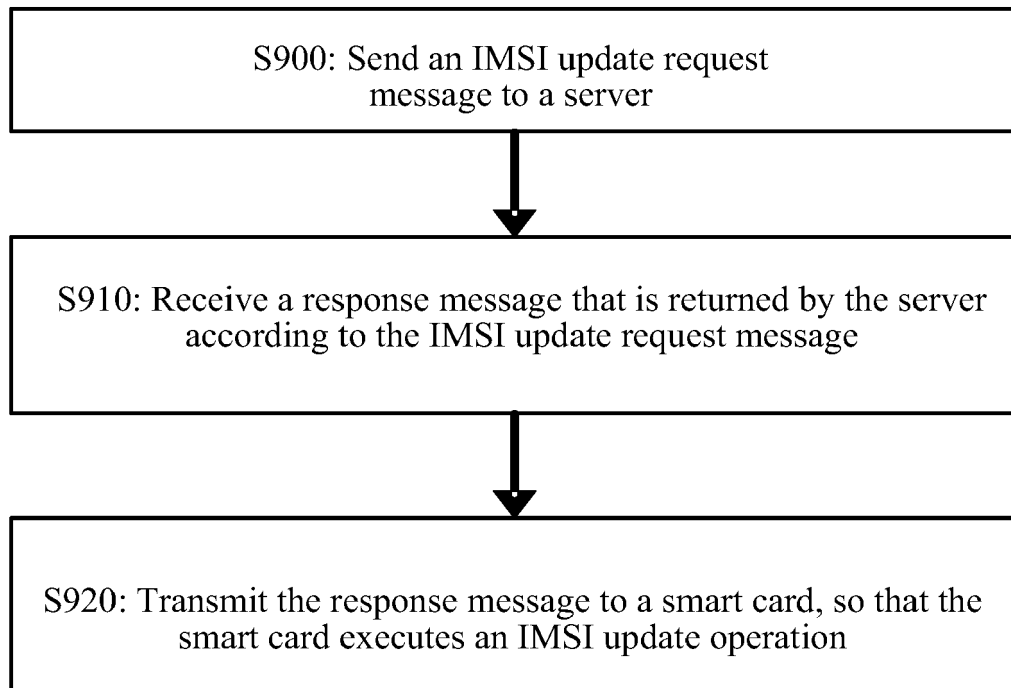 S900: Send an IMSI update request
message to a server
S910: Receive a response message that is returned by the server
according to the IMSI update request message
S920: Transmit the response message to a smart card, so that the
smart card executes an IMSI update operation